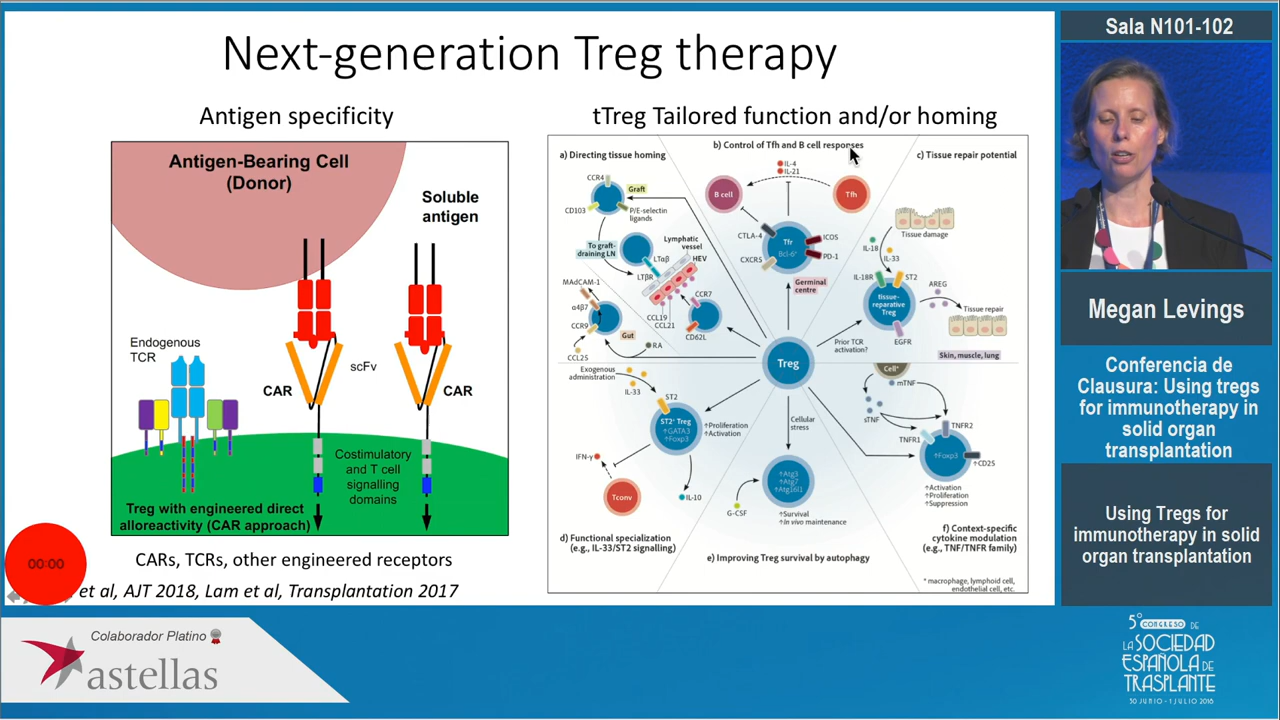 Next-generation Treg therapy
Antigen specificity
Antigen-Bearing Cell
(Donor)
Soluble
antigen
Endogenous
TCR
scFv
CAR
CAR
Costimulatory
and T cell
signalling
domains
Treg with engineered direct
alloreactivity (CAR approach)
CARs, TCRs, other engineered receptors
00:00
et al, AJT 2018, Lam et al, Transplantation 2017
tTreg Tailored function and/or homing
a) Directing tissue homing
CCR4
Graft
CD103
P/E-selectin
ligands
To graft-
draining LN
Lymphatic
vessel
HEV
LTαβ
LTβR
MAdCAM-1
α4β7
CCR9
CCL25
Gut
RA
CCL19
CCL21
CCR7
CD62L
b) Control of Tfh and B cell responses
IL-4
IL-21
B cell
Tfh
CTLA-4
CXCR5
Tfr
Bcl-6⁺
ICOS
PD-1
Germinal
centre
c) Tissue repair potential
Tissue damage
IL-18
IL-33
IL-18R
ST2
AREG
tissue-
reparative
Treg
Tissue repair
EGFR
Prior TCR
activation?
Skin, muscle, lung
Treg
Exogenous
administration
IL-33
ST2
ST2⁺ Treg
↑GATA3
↑Foxp3
↑Proliferation
↑Activation
IFN-γ
Tconv
IL-10
d) Functional specialization
(e.g., IL-33/ST2 signalling)
Cellular
stress
↑Atg3
↑Atg7
↑Atg16l1
G-CSF
↑Survival
↑In vivo maintenance
e) Improving Treg survival by autophagy
Cell*
mTNF
sTNF
TNFR1
TNFR2
↑Foxp3
↑CD25
↑Activation
↑Proliferation
↑Suppression
f) Context-specific
cytokine modulation
(e.g., TNF/TNFR family)
* macrophage, lymphoid cell,
endothelial cell, etc.
Sala N101-102
Megan Levings
Conferencia de
Clausura: Using tregs
for immunotherapy in
solid organ
transplantation
Using Tregs for
immunotherapy in solid
organ transplantation
Colaborador Platino
astellas
5º CONGRESO DE
LA SOCIEDAD
ESPAÑOLA DE
TRASPLANTE
30 JUNIO - 1 JULIO 2018